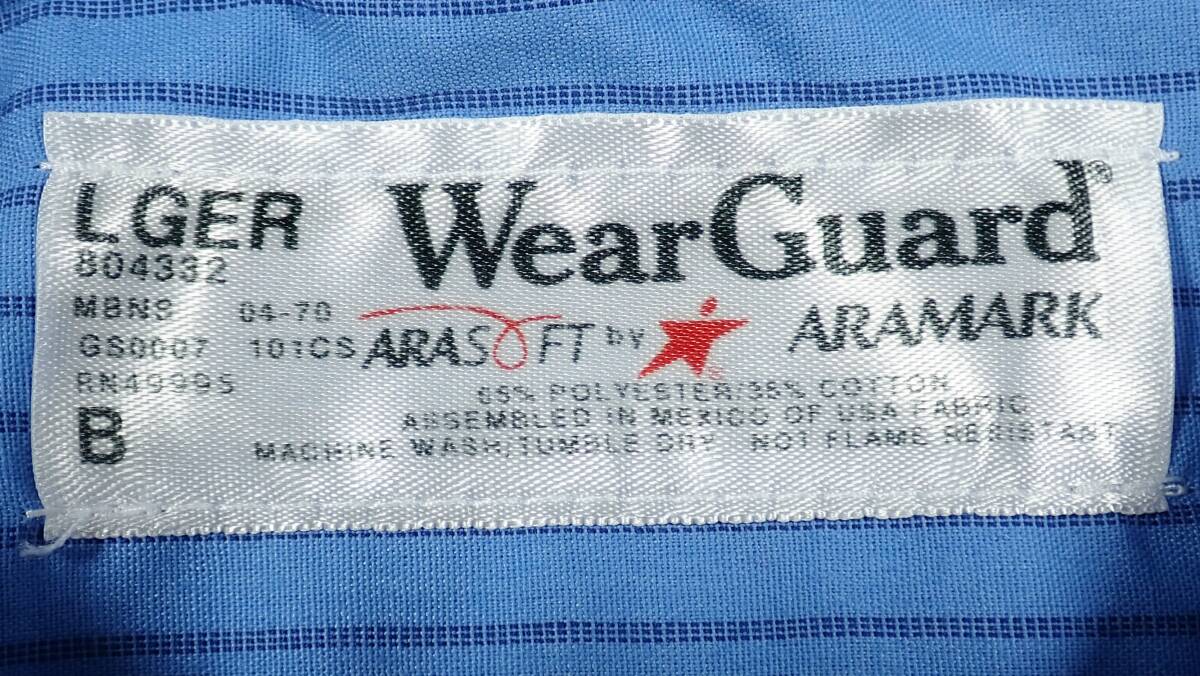 LGER
804332
MBNS 04-70
GS0007 101CS
RN49995
B
WearGuard®
ARASOFT by ARAMARK
65% POLYESTER/35% COTTON
ASSEMBLED IN MEXICO OF USA FABRIC
MACHINE WASH, TUMBLE DRY NOT FLAME RESISTANT